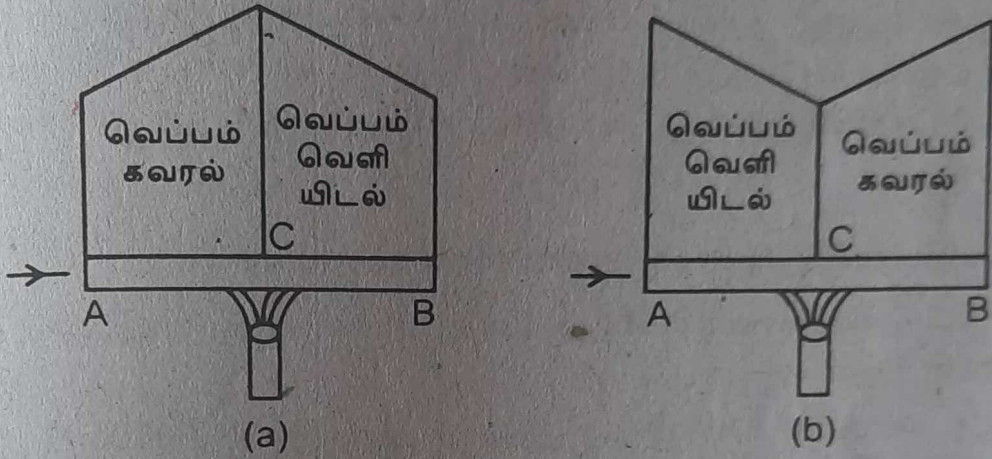 வெப்பம்
கவரல்
வெப்பம்
வெளி
யிடல்
C
A
B
(a)
வெப்பம்
வெளி
யிடல்
வெப்பம்
கவரல்
C
A
B
(b)